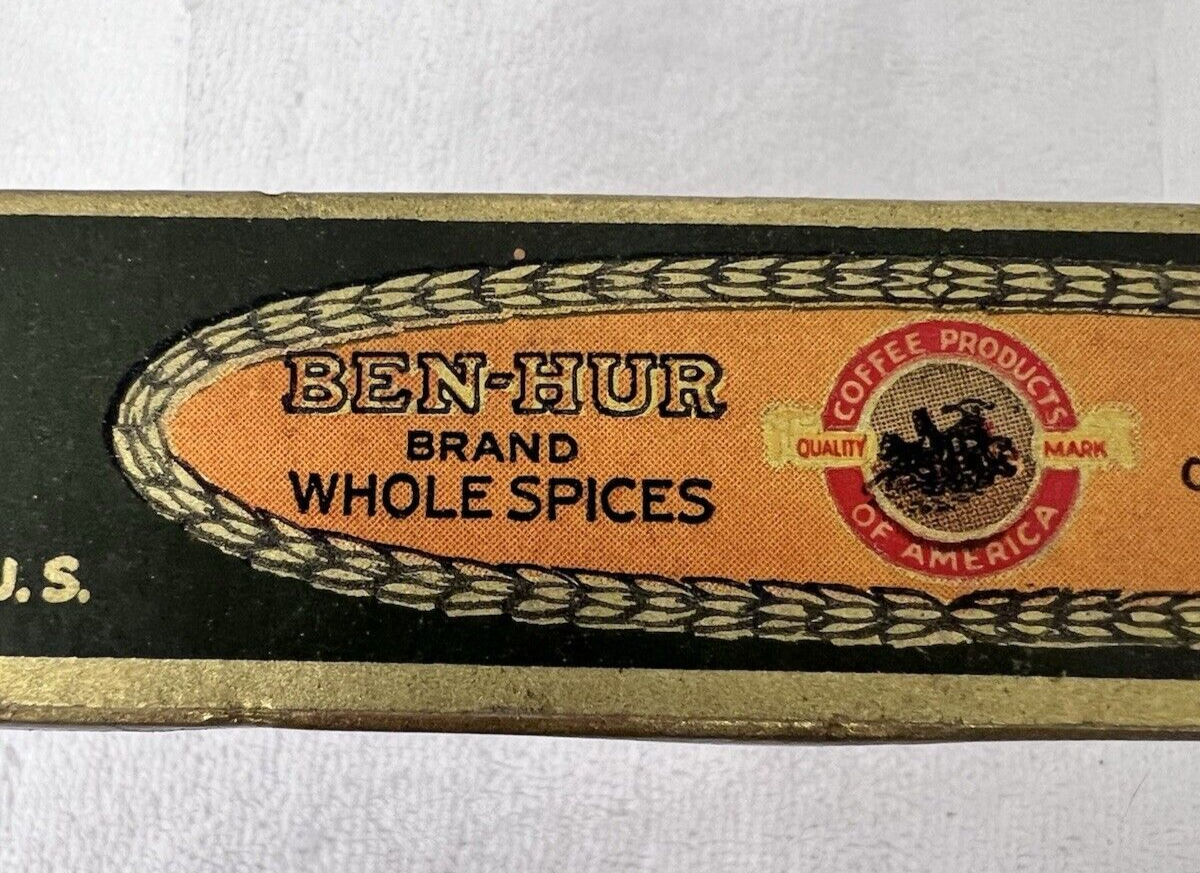 BEN-HUR
BRAND
WHOLE SPICES
COFFEE PRODUCTS
QUALITY MARK
OF AMERICA
U.S.